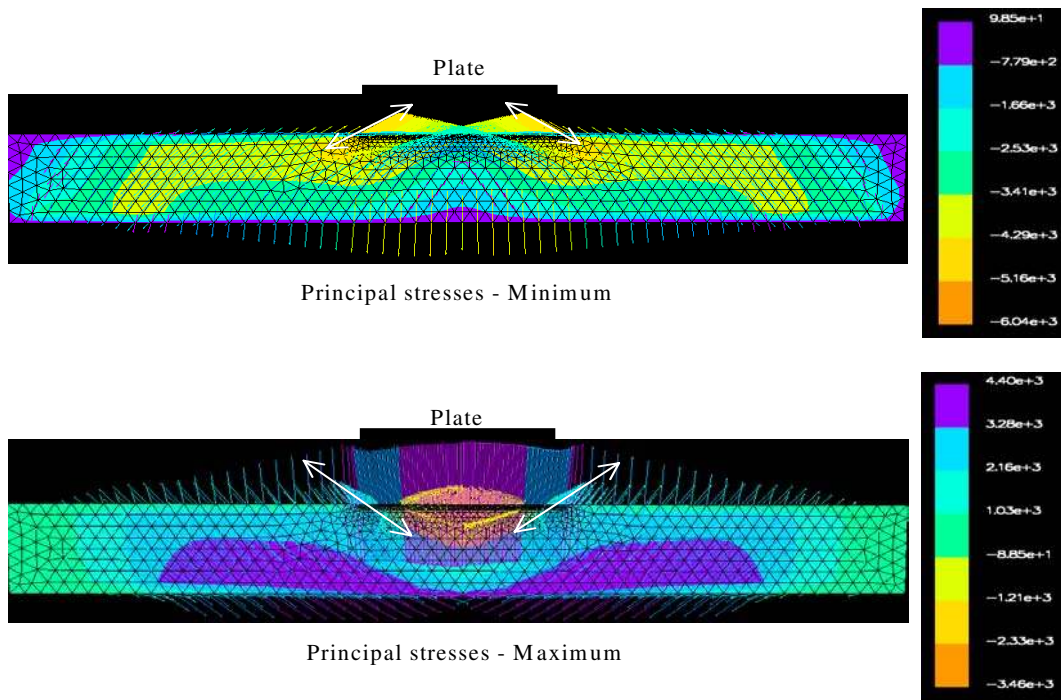 9.85e+1
Plate
-7.79e+2
-1.66e+3
-2.53e+3
-3.41e+3
-4.29e+3
-5.16e+3
-6.04e+3
Principal stresses - Minimum
4.40e+3
Plate
3.28e+3
2.16e+3
1.03e+3
-8.85e+1
-1.21e+3
-2.33e+3
-3.46e+3
Principal stresses - Maximum